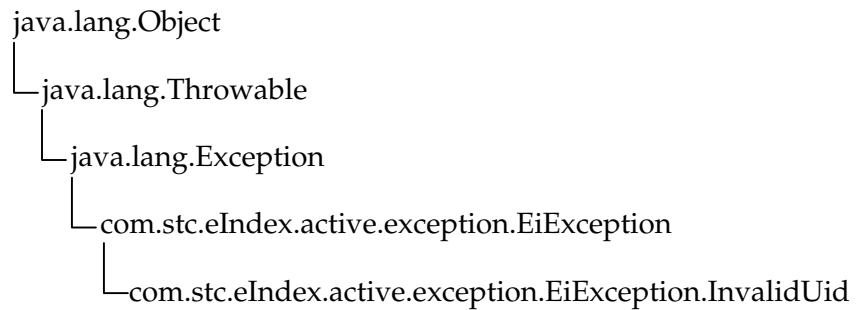 java.lang.Object
java.lang.Throwable
java.lang.Exception
com.stc.eIndex.active.exception.EiException
com.stc.eIndex.active.exception.EiException.InvalidUid